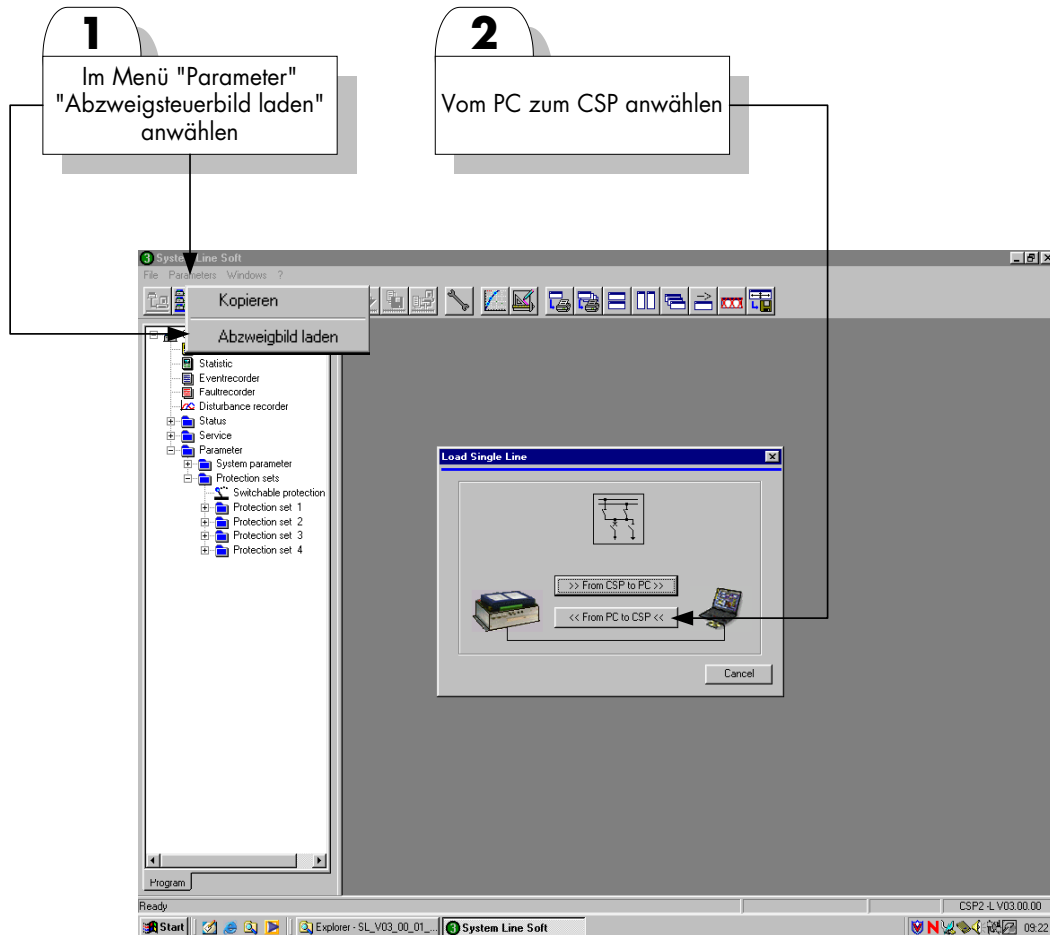 1
Im Menü "Parameter"
"Abzweigsteuerbild laden"
anwählen
2
Vom PC zum CSP anwählen
System Line Soft
File Parameters Windows ?
Kopieren
Abzweigbild laden
Statistic
Eventrecorder
Faultrecorder
Disturbance recorder
Status
Service
Parameter
System parameter
Protection sets
Switchable protection
Protection set 1
Protection set 2
Protection set 3
Protection set 4
Load Single Line
>> From CSP to PC >>
<< From PC to CSP <<
Cancel
Program
Ready
CSP2 -L V03.00.00
Start
Explorer - SL_V03_00_01_...
System Line Soft
09:22